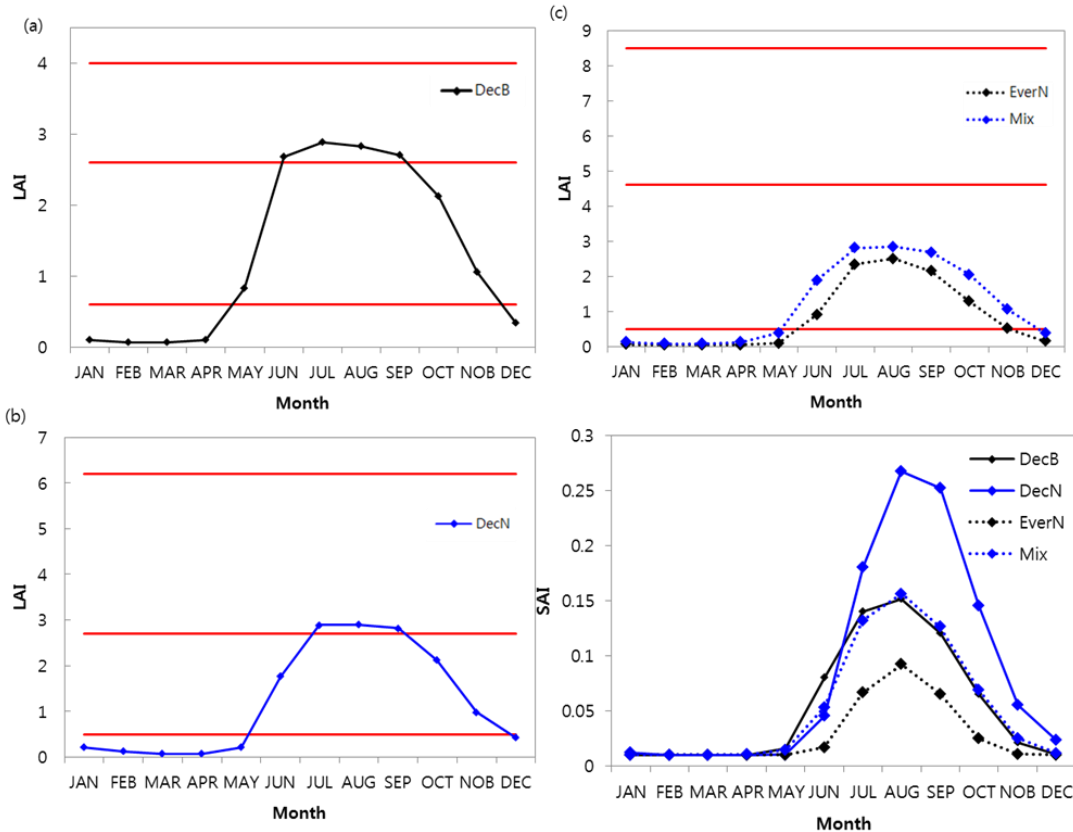 (a)
4
3
2
1
0
LAI
DecB
JAN FEB MAR APR MAY JUN JUL AUG SEP OCT NOB DEC
Month
(c)
9
8
7
6
5
4
3
2
1
0
LAI
EverN
Mix
JAN FEB MAR APR MAY JUN JUL AUG SEP OCT NOB DEC
Month
(b)
7
6
5
4
3
2
1
0
LAI
DecN
JAN FEB MAR APR MAY JUN JUL AUG SEP OCT NOB DEC
Month
0.3
0.25
0.2
0.15
0.1
0.05
0
SAI
DecB
DecN
EverN
Mix
JAN FEB MAR APR MAY JUN JUL AUG SEP OCT NOB DEC
Month